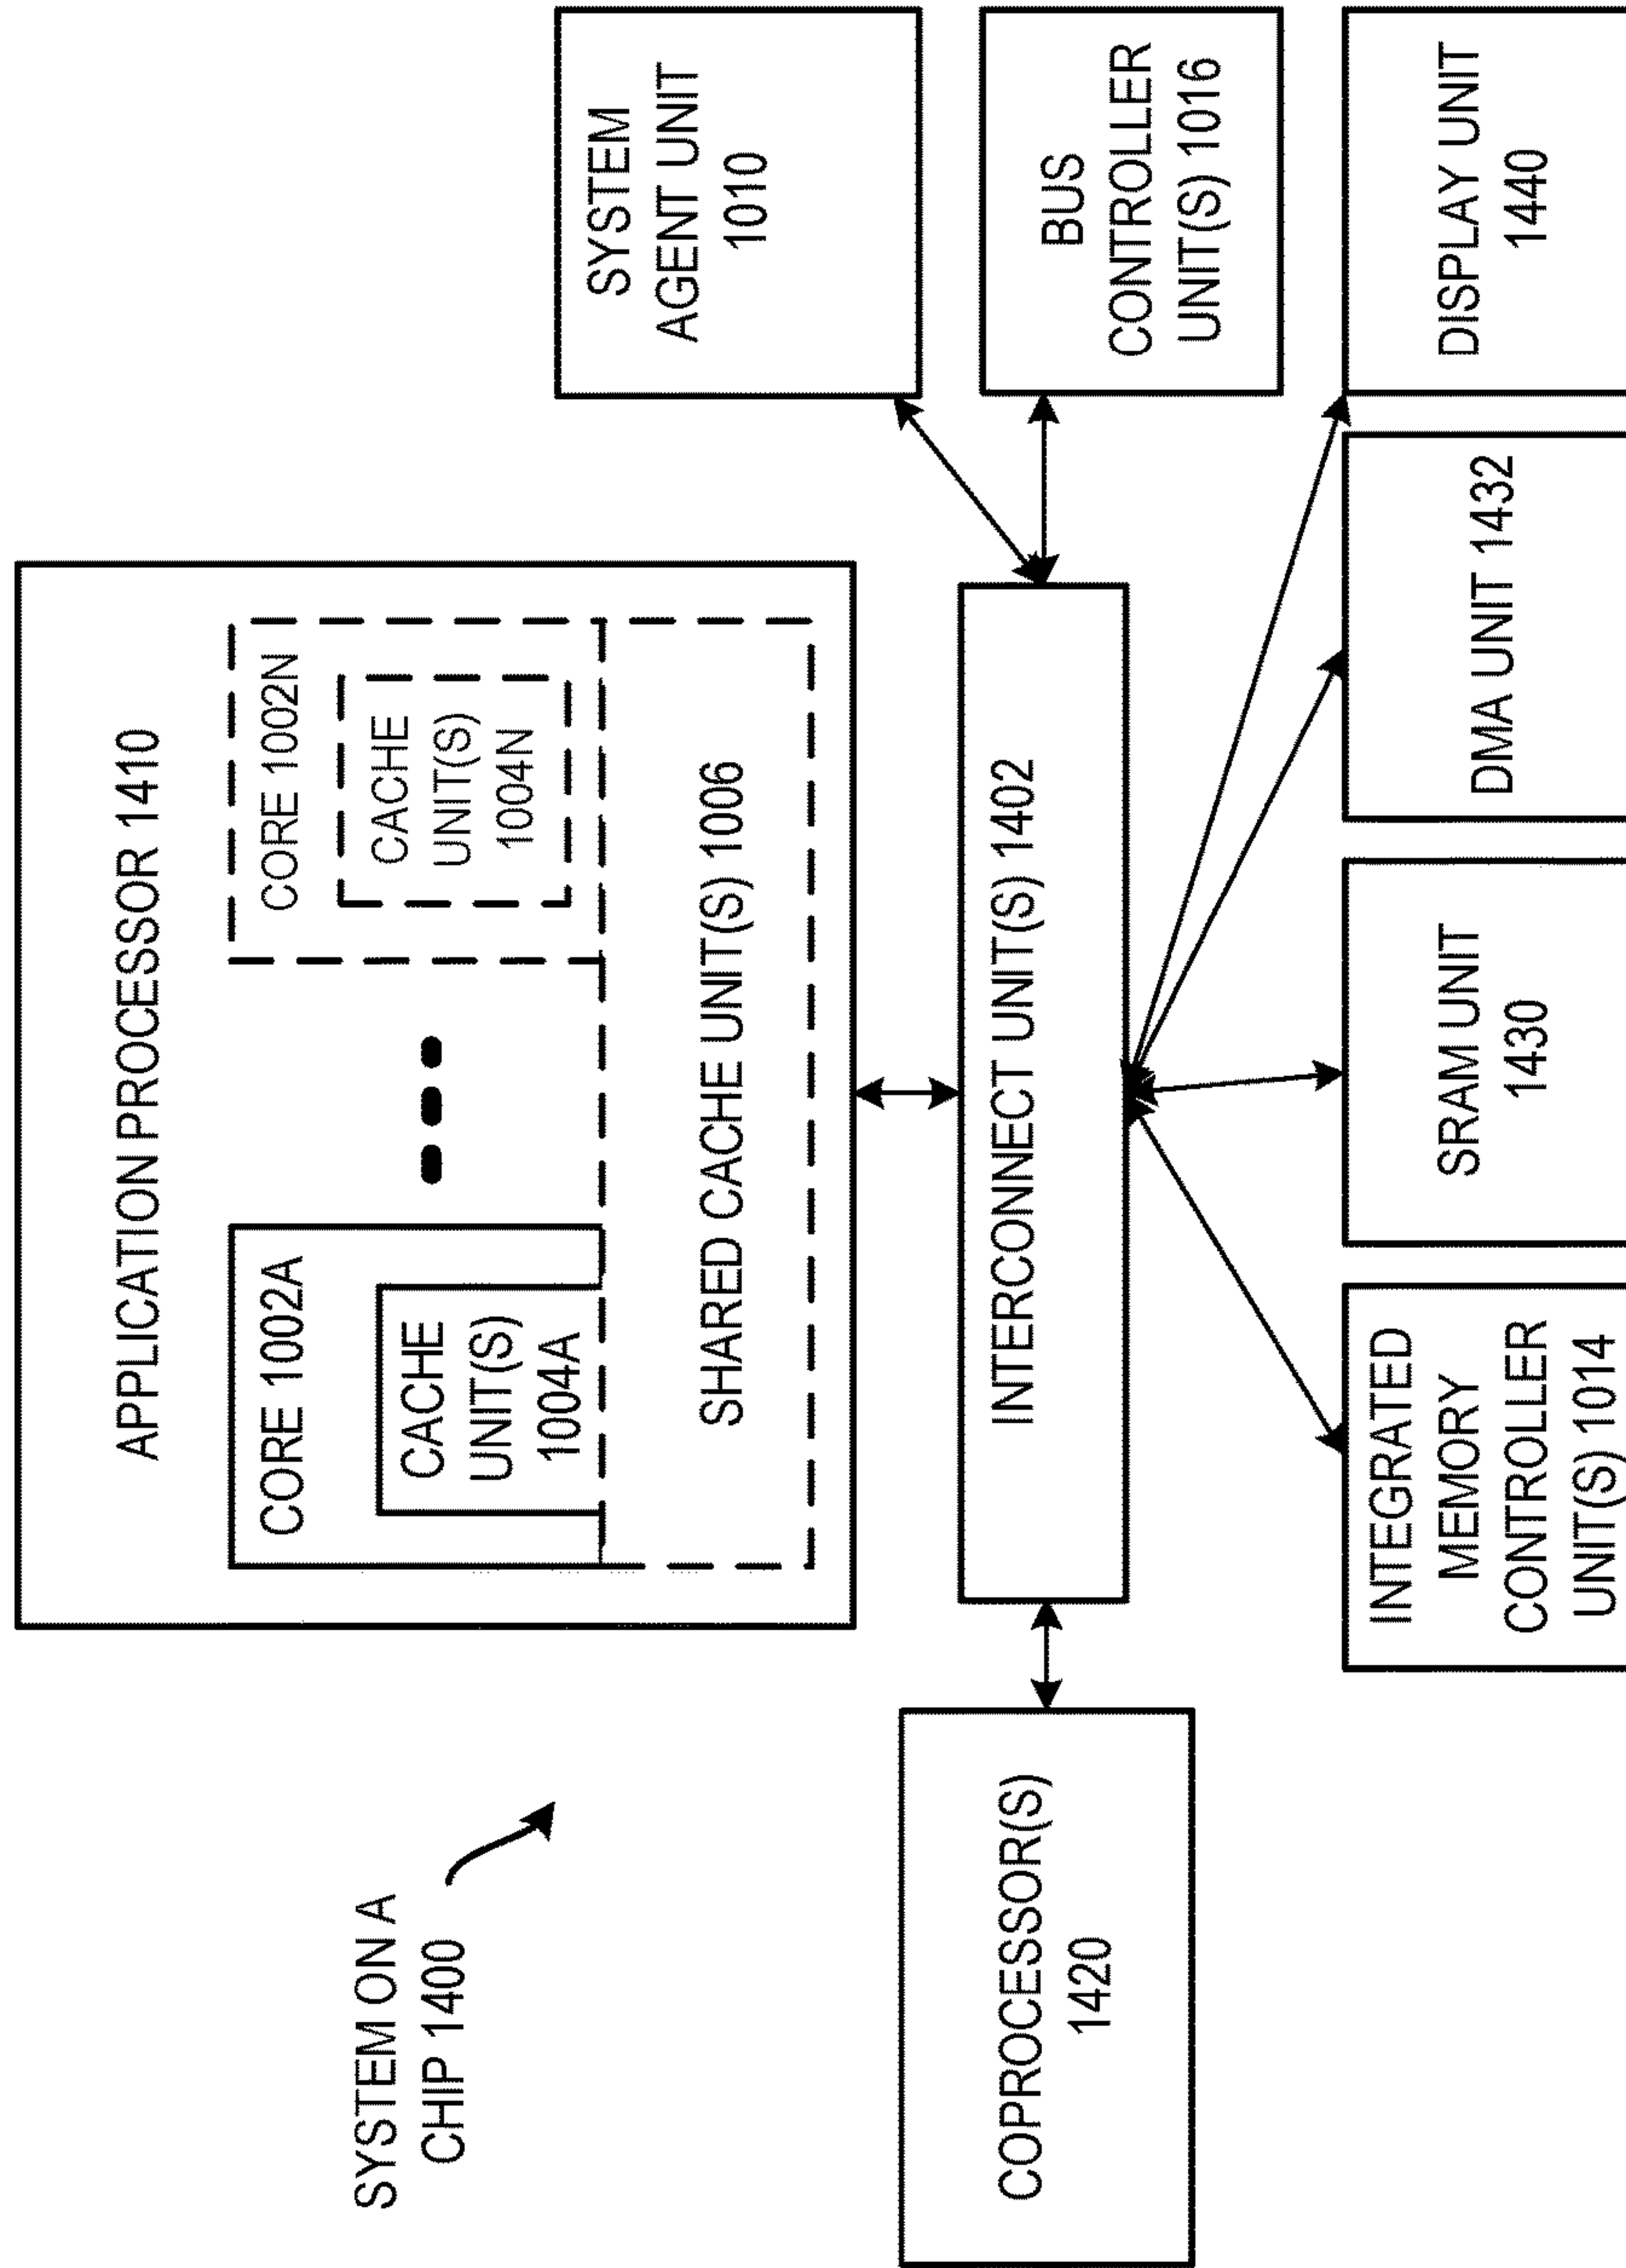 SYSTEM ON A
CHIP 1400
APPLICATION PROCESSOR 1410
CORE 1002A
CACHE
UNIT(S)
1004A
CORE 1002N
CACHE
UNIT(S)
1004N
SHARED CACHE UNIT(S) 1006
SYSTEM
AGENT UNIT
1010
COPROCESSOR(S)
1420
INTERCONNECT UNIT(S) 1402
BUS
CONTROLLER
UNIT(S) 1016
INTEGRATED
MEMORY
CONTROLLER
UNIT(S) 1014
SRAM UNIT
1430
DMA UNIT 1432
DISPLAY UNIT
1440